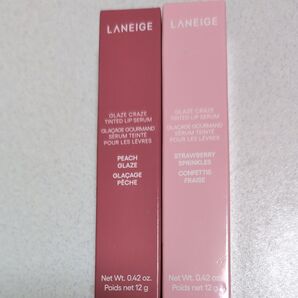 LANEIGE
GLAZE CRAZE
TINTED LIP SERUM
GLAÇAGE GOURMAND
SÉRUM TEINTÉ
POUR LES LÈVRES
PEACH
GLAZE
GLAÇAGE
PÊCHE
Net Wt. 0.42 oz.
Poids net 12 g
LANEIGE
GLAZE CRAZE
TINTED LIP SERUM
GLAÇAGE GOURMAND
SÉRUM TEINTÉ
POUR LES LÈVRES
STRAWBERRY
SPRINKLES
CONFETTIS
FRAISE
Net Wt. 0.42 oz.
Poids net 12 g